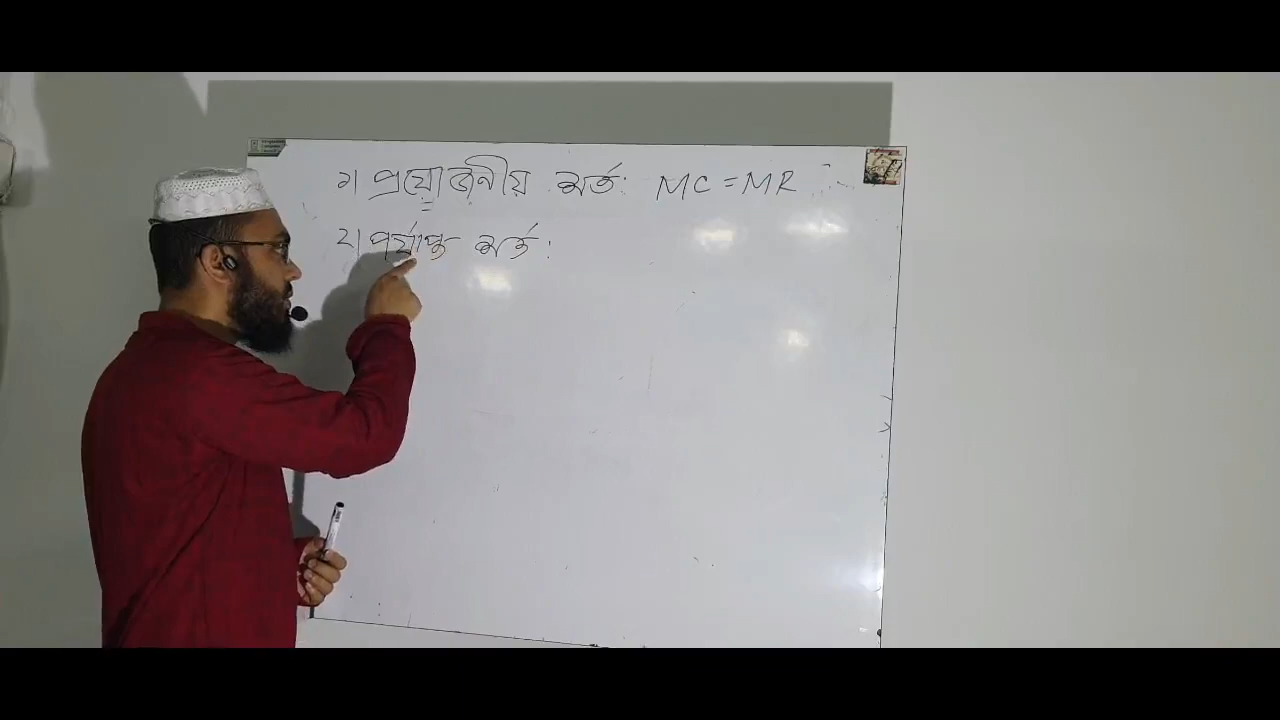 ১। প্রয়োজনীয় শর্ত: MC = MR
২। পর্যাপ্ত শর্ত: